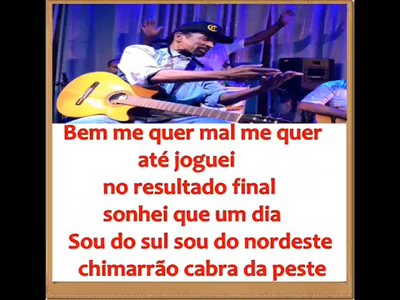 Bem me quer mal me quer
até joguei
no resultado final
sonhei que um dia
Sou do sul sou do nordeste
chimarrão cabra da peste